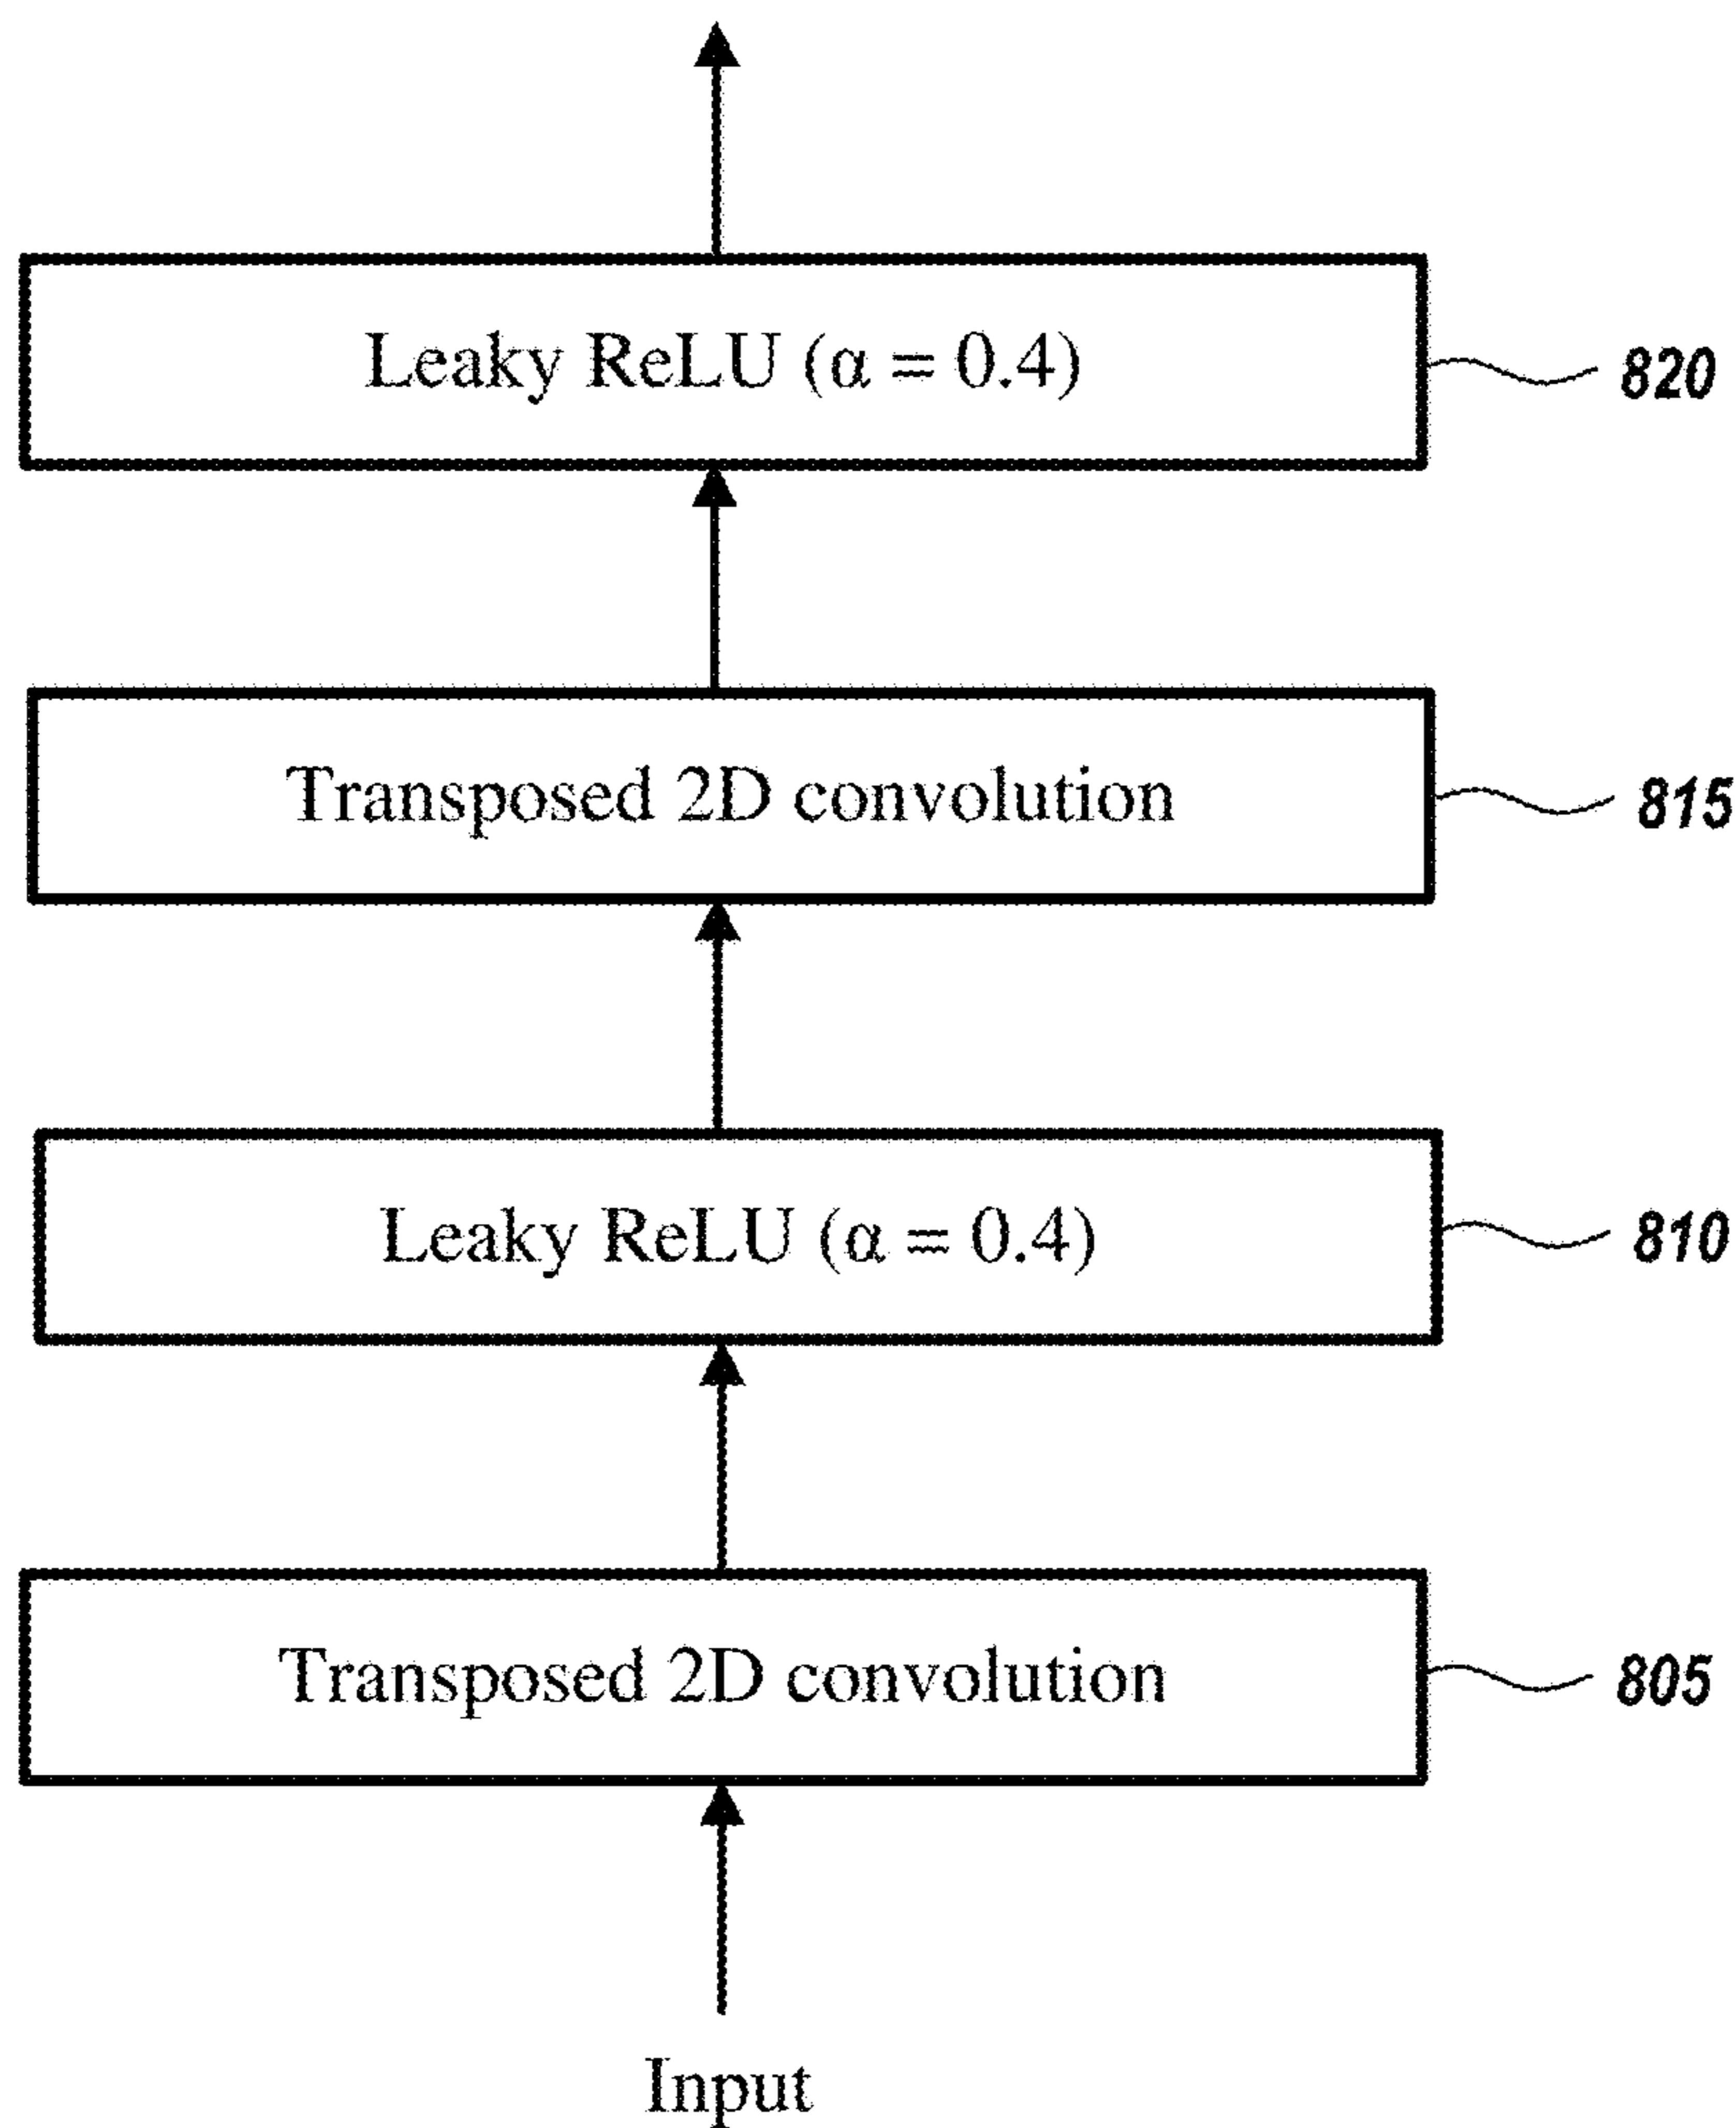 Leaky ReLU (α = 0.4)
820
Transposed 2D convolution
815
Leaky ReLU (α = 0.4)
810
Transposed 2D convolution
805
Input